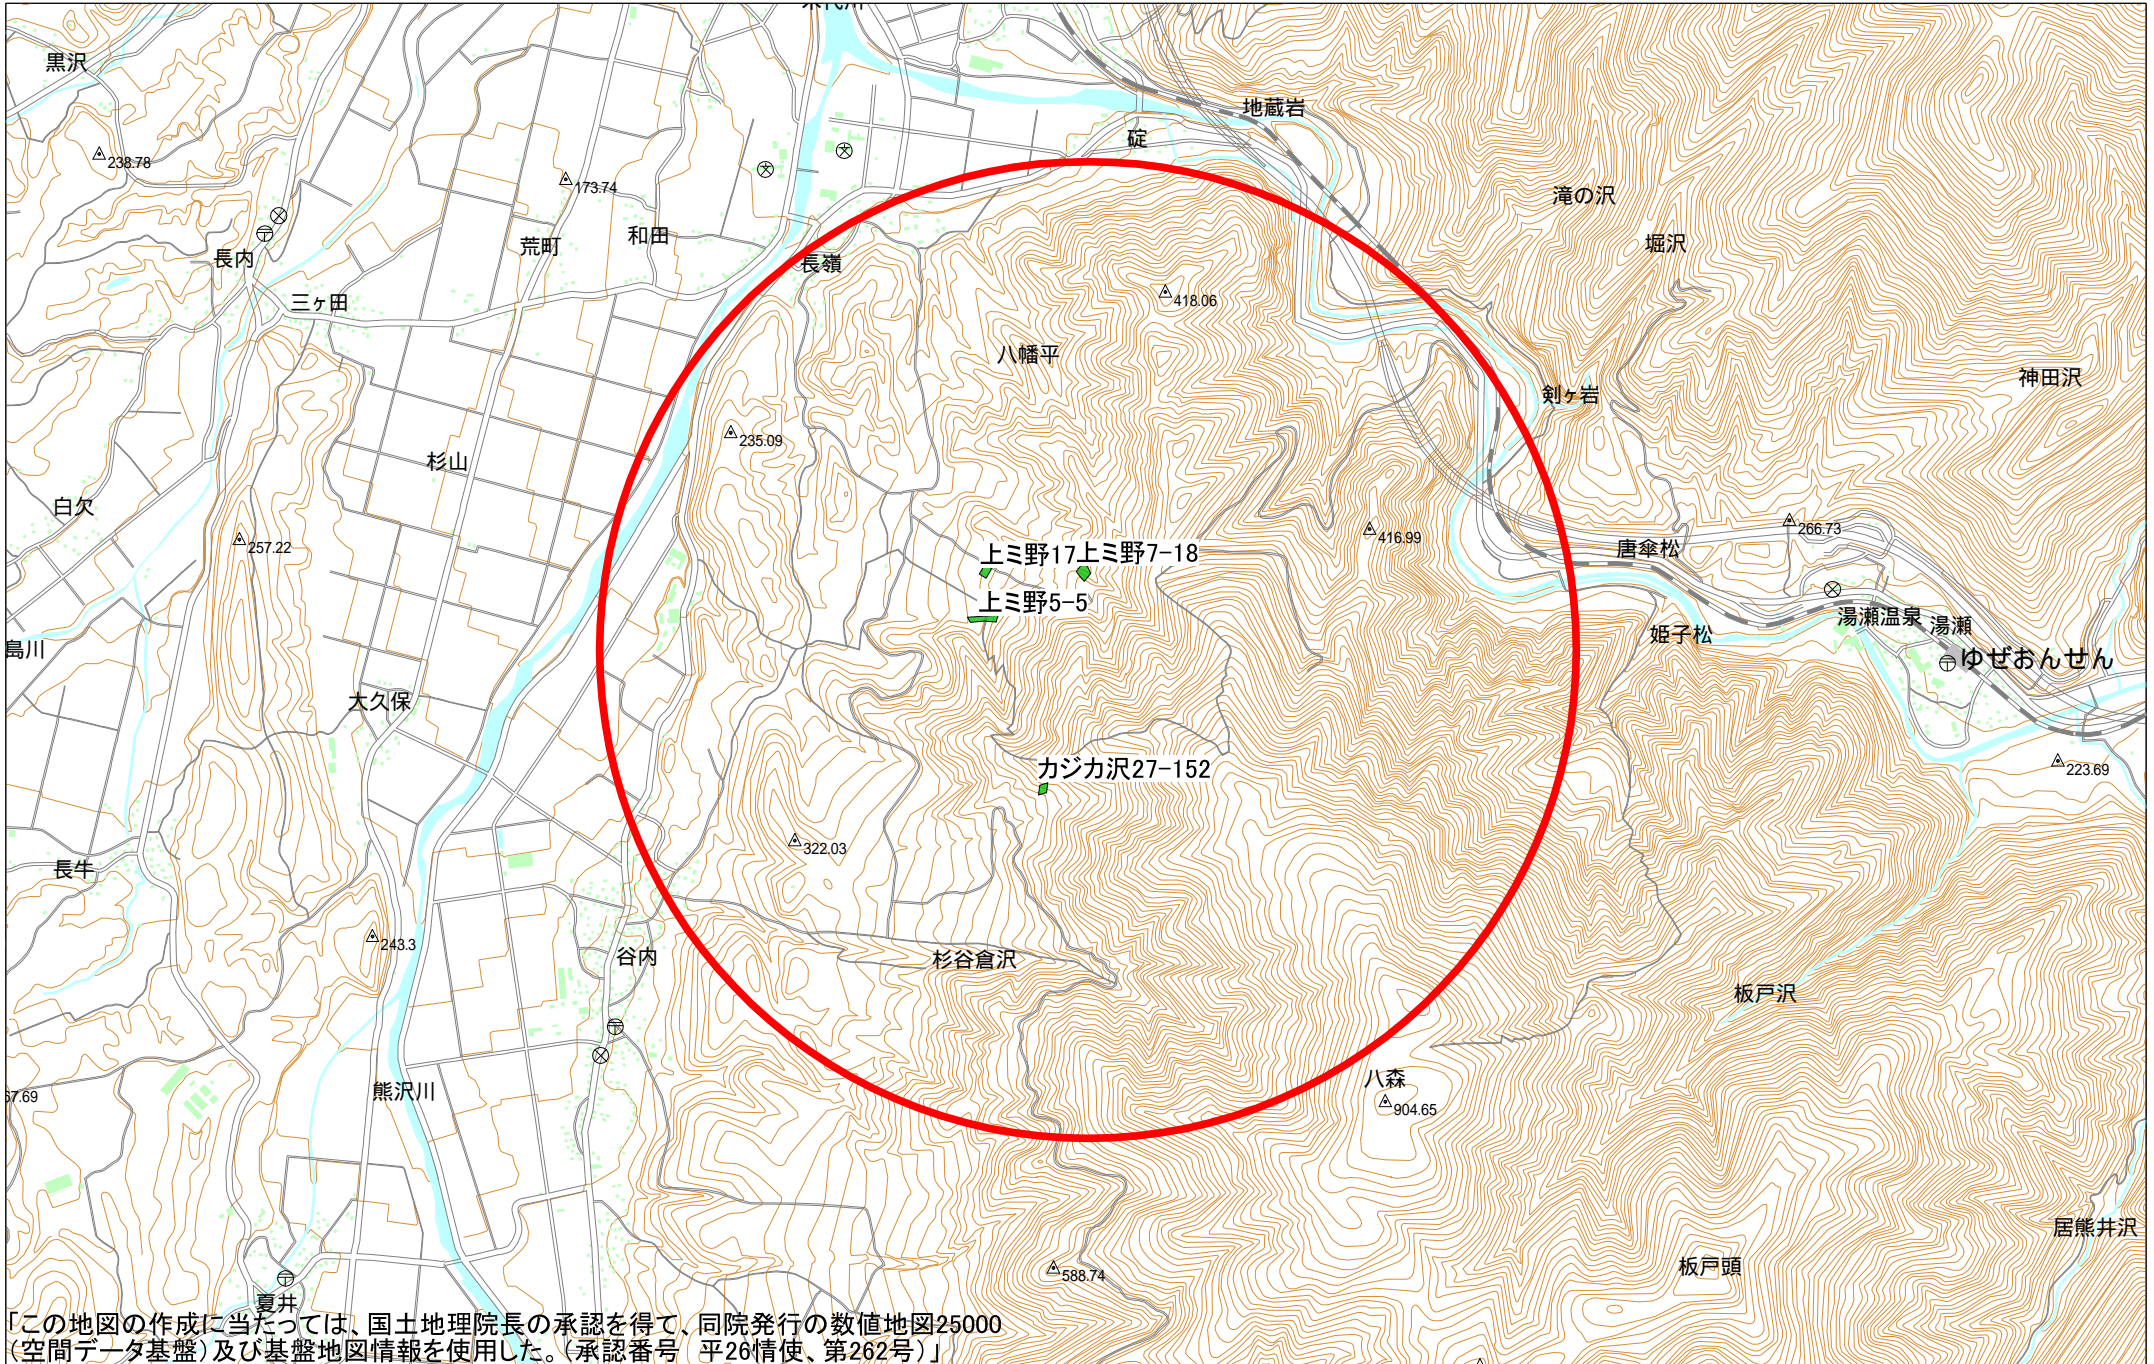 黒沢
地蔵岩
碇
238.78
173.74
滝の沢
和田
荒町
堀沢
長内
長嶺
三ヶ田
418.06
八幡平
神田沢
剣ヶ岩
235.09
杉山
白欠
266.73
416.99
257.22
唐傘松
上ミ野17
上ミ野7-18
上ミ野5-5
湯瀬温泉
湯瀬
姫子松
島川
ゆぜおんせん
大久保
223.69
カジカ沢27-152
322.03
長牛
243.3
谷内
杉谷倉沢
板戸沢
八森
熊沢川
67.69
904.65
居熊井沢
板戸頭
588.74
夏井
「この地図の作成に当たっては、国土地理院長の承認を得て、同院発行の数値地図25000
（空間データ基盤）及び基盤地図情報を使用した。（承認番号　平26情使、第262号）」